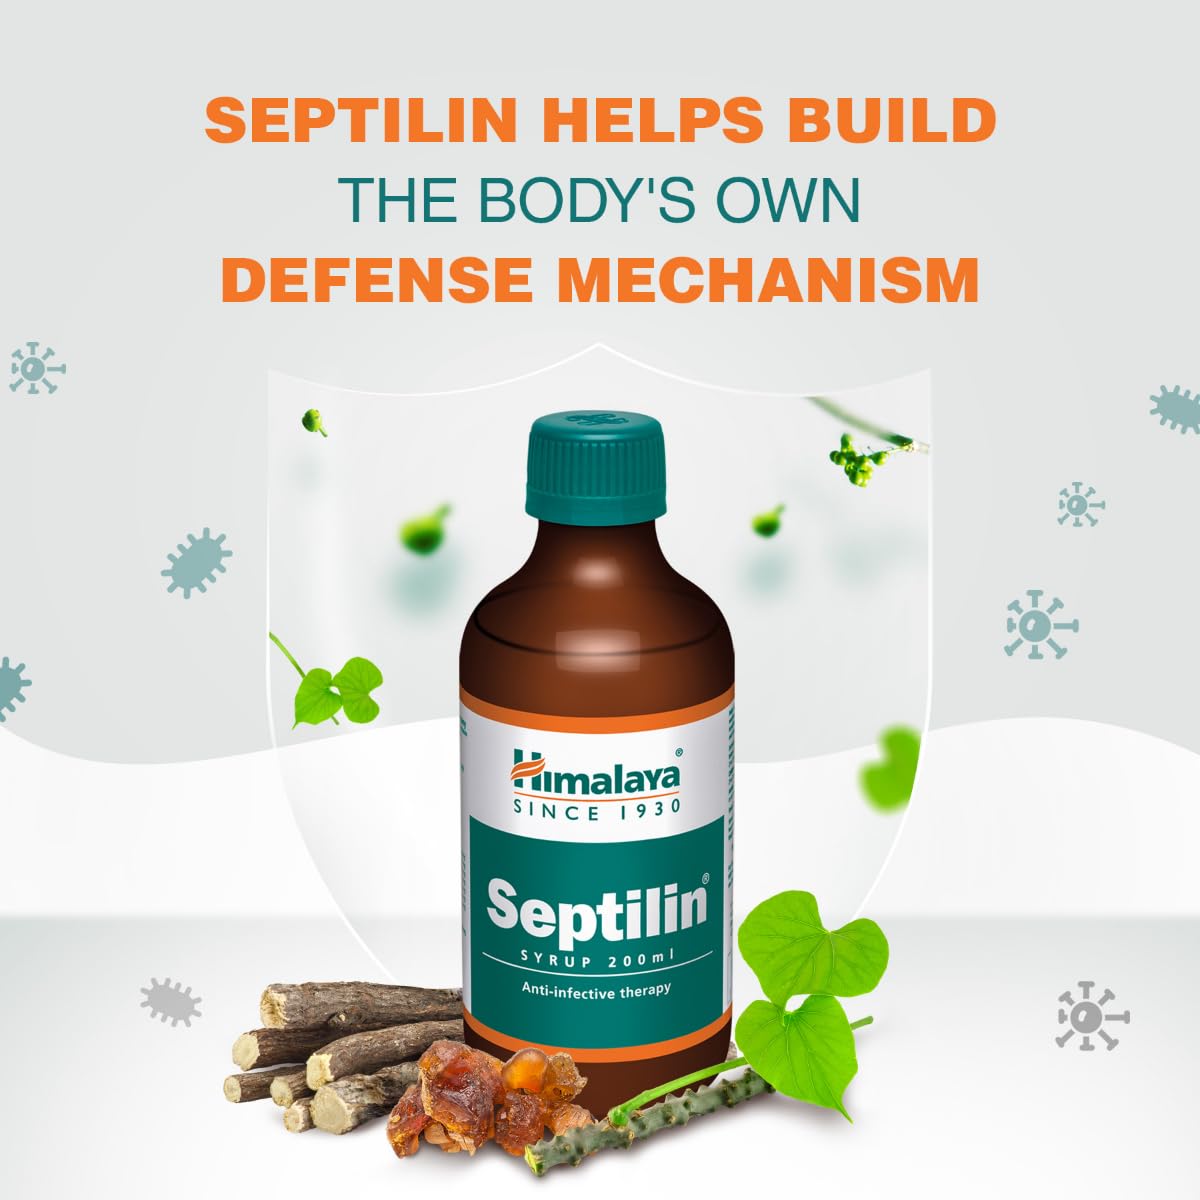 SEPTILIN HELPS BUILD
THE BODY'S OWN
DEFENSE MECHANISM
Himalaya®
SINCE 1930
Septilin®
SYRUP 200ml
Anti-infective therapy